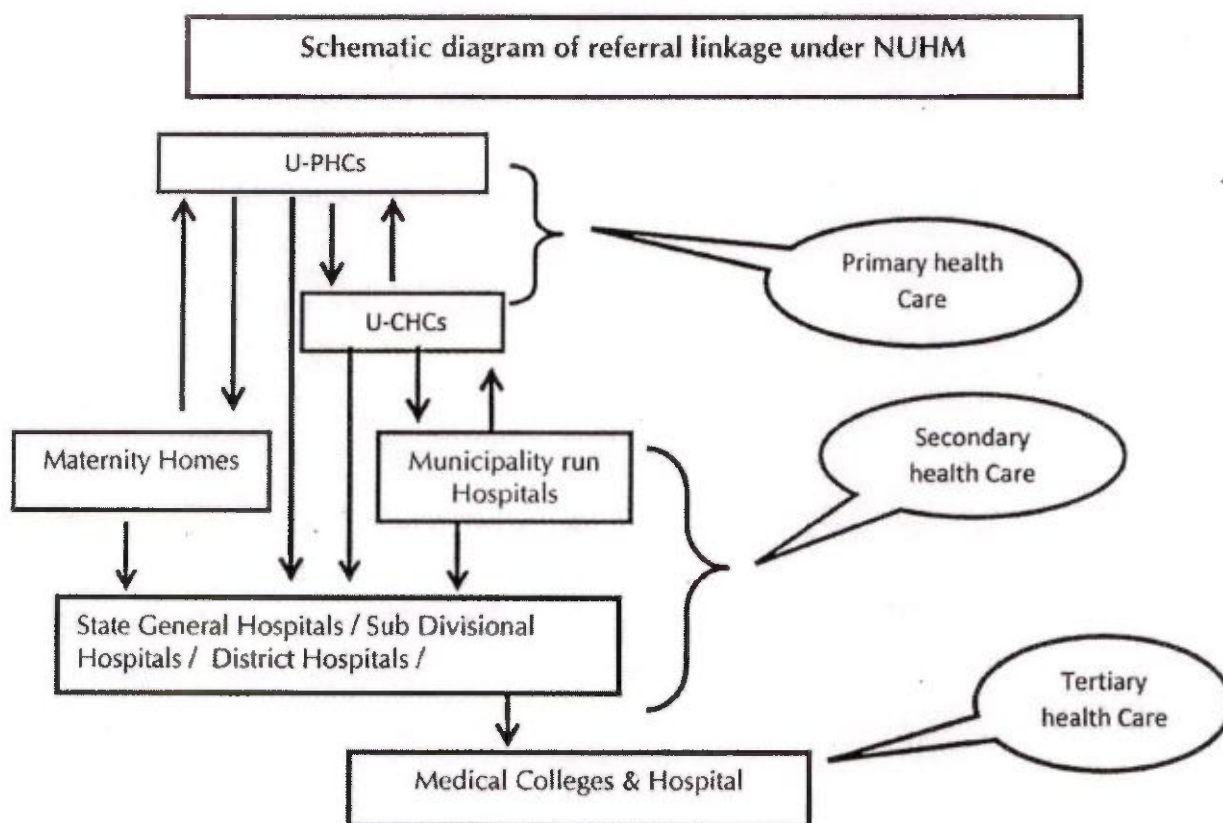 Schematic diagram of referral linkage under NUHM
U-PHCs
Primary health
Care
U-CHCs
Maternity Homes
Municipality run
Hospitals
Secondary
health Care
State General Hospitals / Sub Divisional
Hospitals / District Hospitals /
Tertiary
health Care
Medical Colleges & Hospital